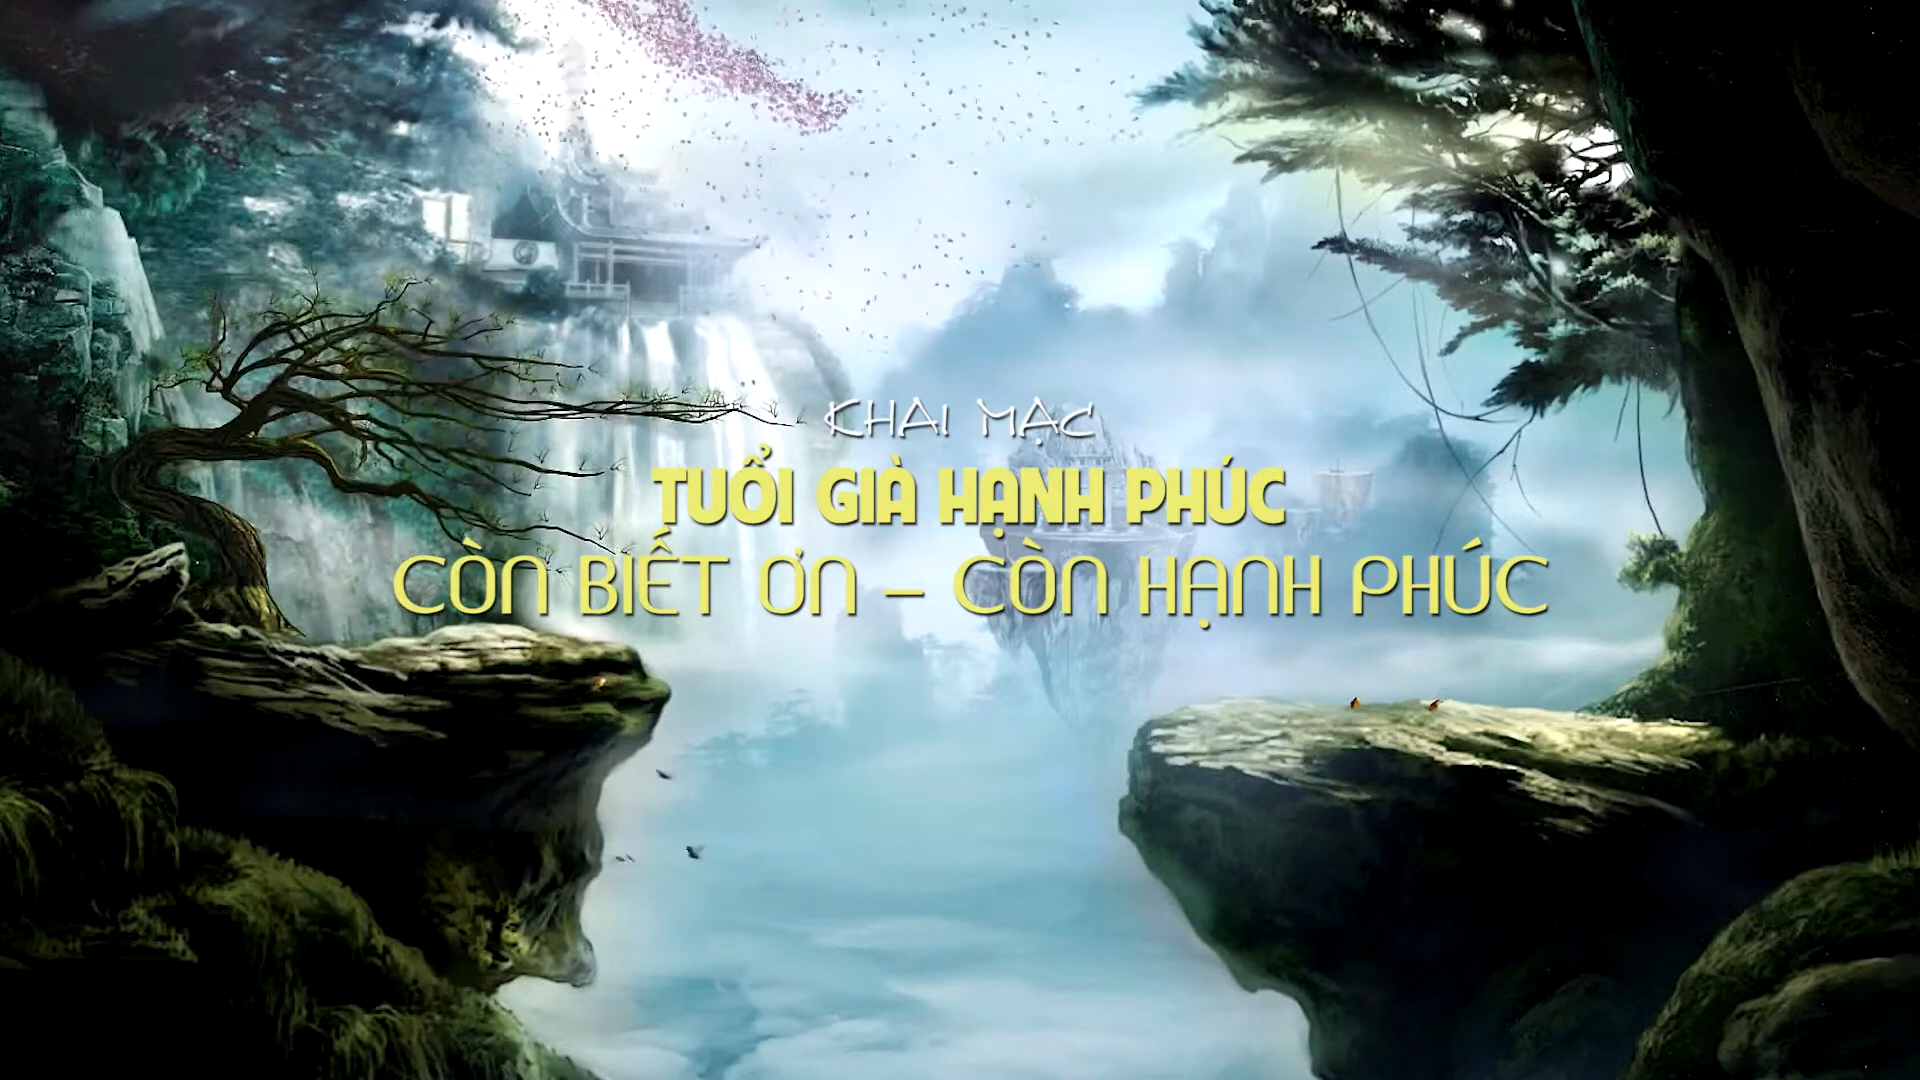 KHAI MẠC
TUỔI GIÀ HẠNH PHÚC
CÒN BIẾT ƠN – CÒN HẠNH PHÚC